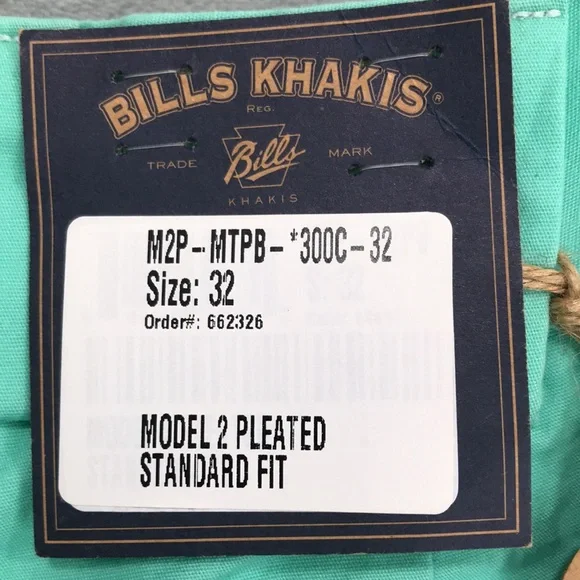 BILLS KHAKIS®
REG.
TRADE Bills MARK
KHAKIS
M2P-MTPB-*300C-32
Size: 32
Order#: 662326
MODEL 2 PLEATED
STANDARD FIT